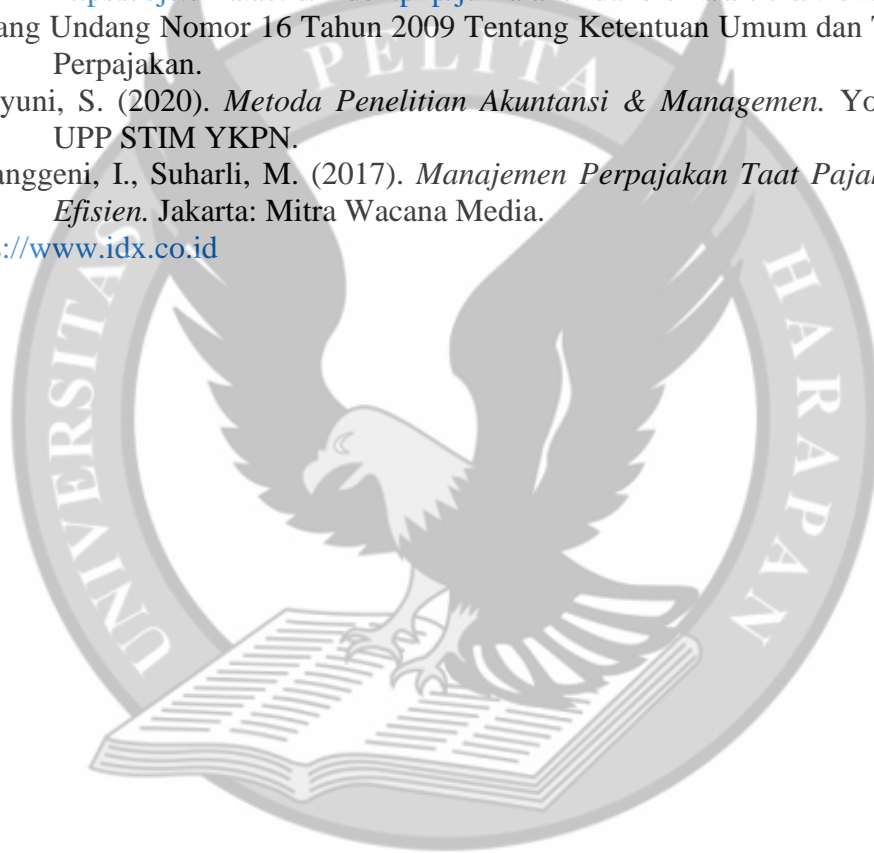 ang Undang Nomor 16 Tahun 2009 Tentang Ketentuan Umum dan
Perpajakan.
yuni, S. (2020). Metoda Penelitian Akuntansi & Managemen. Yo
UPP STIM YKPN.
anggeni, I., Suharli, M. (2017). Manajemen Perpajakan Taat Pajak
Efisien. Jakarta: Mitra Wacana Media.
://www.idx.co.id
UNIVERSITAS PELITA HARAPAN